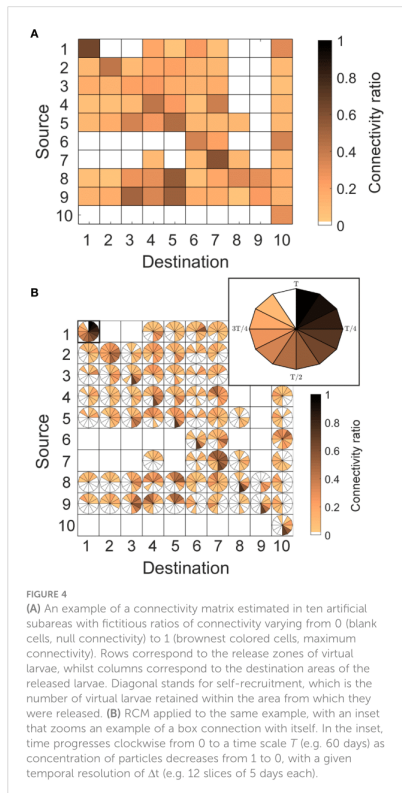 A
1
2
3
4
5
6
7
8
9
10
Source
1 2 3 4 5 6 7 8 9 10
Destination
1
0.8
0.6
0.4
0.2
0
Connectivity ratio
B
T
3T/4
T/4
T/2
1
2
3
4
5
6
7
8
9
10
Source
1 2 3 4 5 6 7 8 9 10
Destination
1
0.8
0.6
0.4
0.2
0
Connectivity ratio
FIGURE 4
(A) An example of a connectivity matrix estimated in ten artificial
subareas with fictitious ratios of connectivity varying from 0 (blank
cells, null connectivity) to 1 (brownest colored cells, maximum
connectivity). Rows correspond to the release zones of virtual
larvae, whilst columns correspond to the destination areas of the
released larvae. Diagonal stands for self-recruitment, which is the
number of virtual larvae retained within the area from which they
were released. (B) RCM applied to the same example, with an inset
that zooms an example of a box connection with itself. In the inset,
time progresses clockwise from 0 to a time scale T (e.g. 60 days) as
concentration of particles decreases from 1 to 0, with a given
temporal resolution of Δt (e.g. 12 slices of 5 days each).